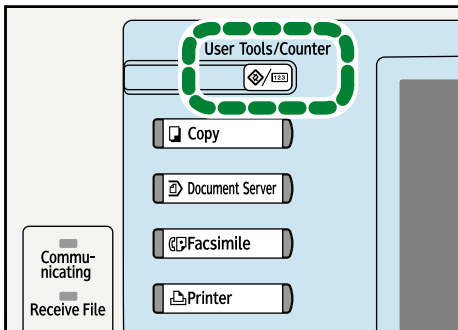 User Tools/Counter
123
Copy
Document Server
Facsimile
Commu-
nicating
Printer
Receive File